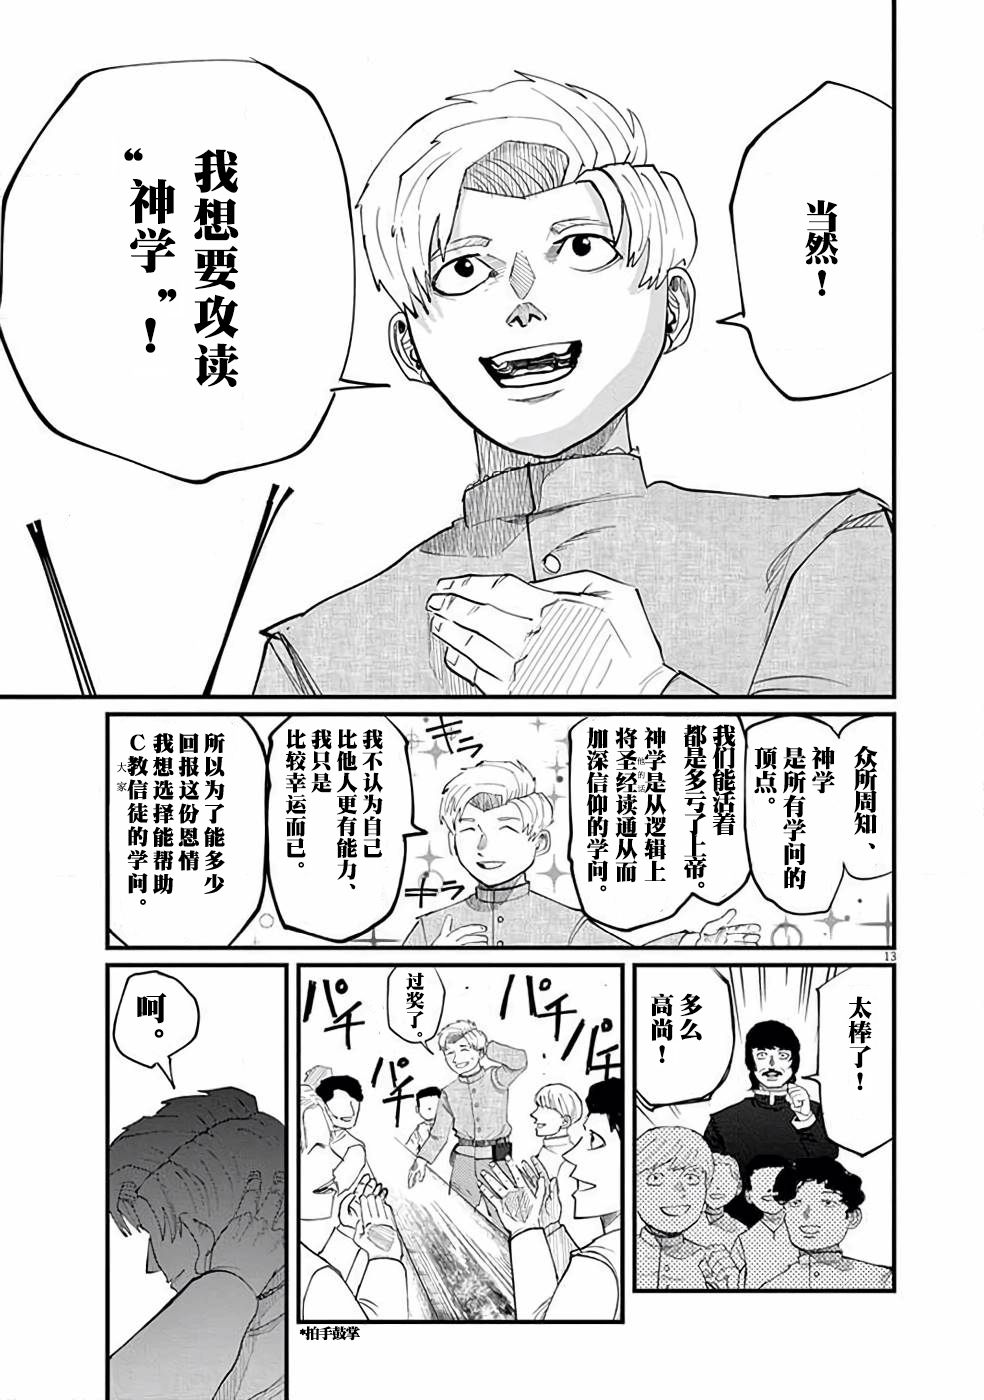 当然！
我想要攻读
“神学”！
众所周知、
神学
是所有学问的
顶点。
我们能活着
都是多亏了上帝。
他的话
神学是从逻辑上
将圣经读通从而
加深信仰的学问。
我不认为自己
比他人更有能力、
我只是
比较幸运而已。
所以为了能多少
回报这份恩情
我想选择能帮助
大家
C教信徒的学问。
13
太棒了！
多么
高尚！
过奖了。
パチ
パチ
パチ
パチ
*拍手鼓掌
呵。